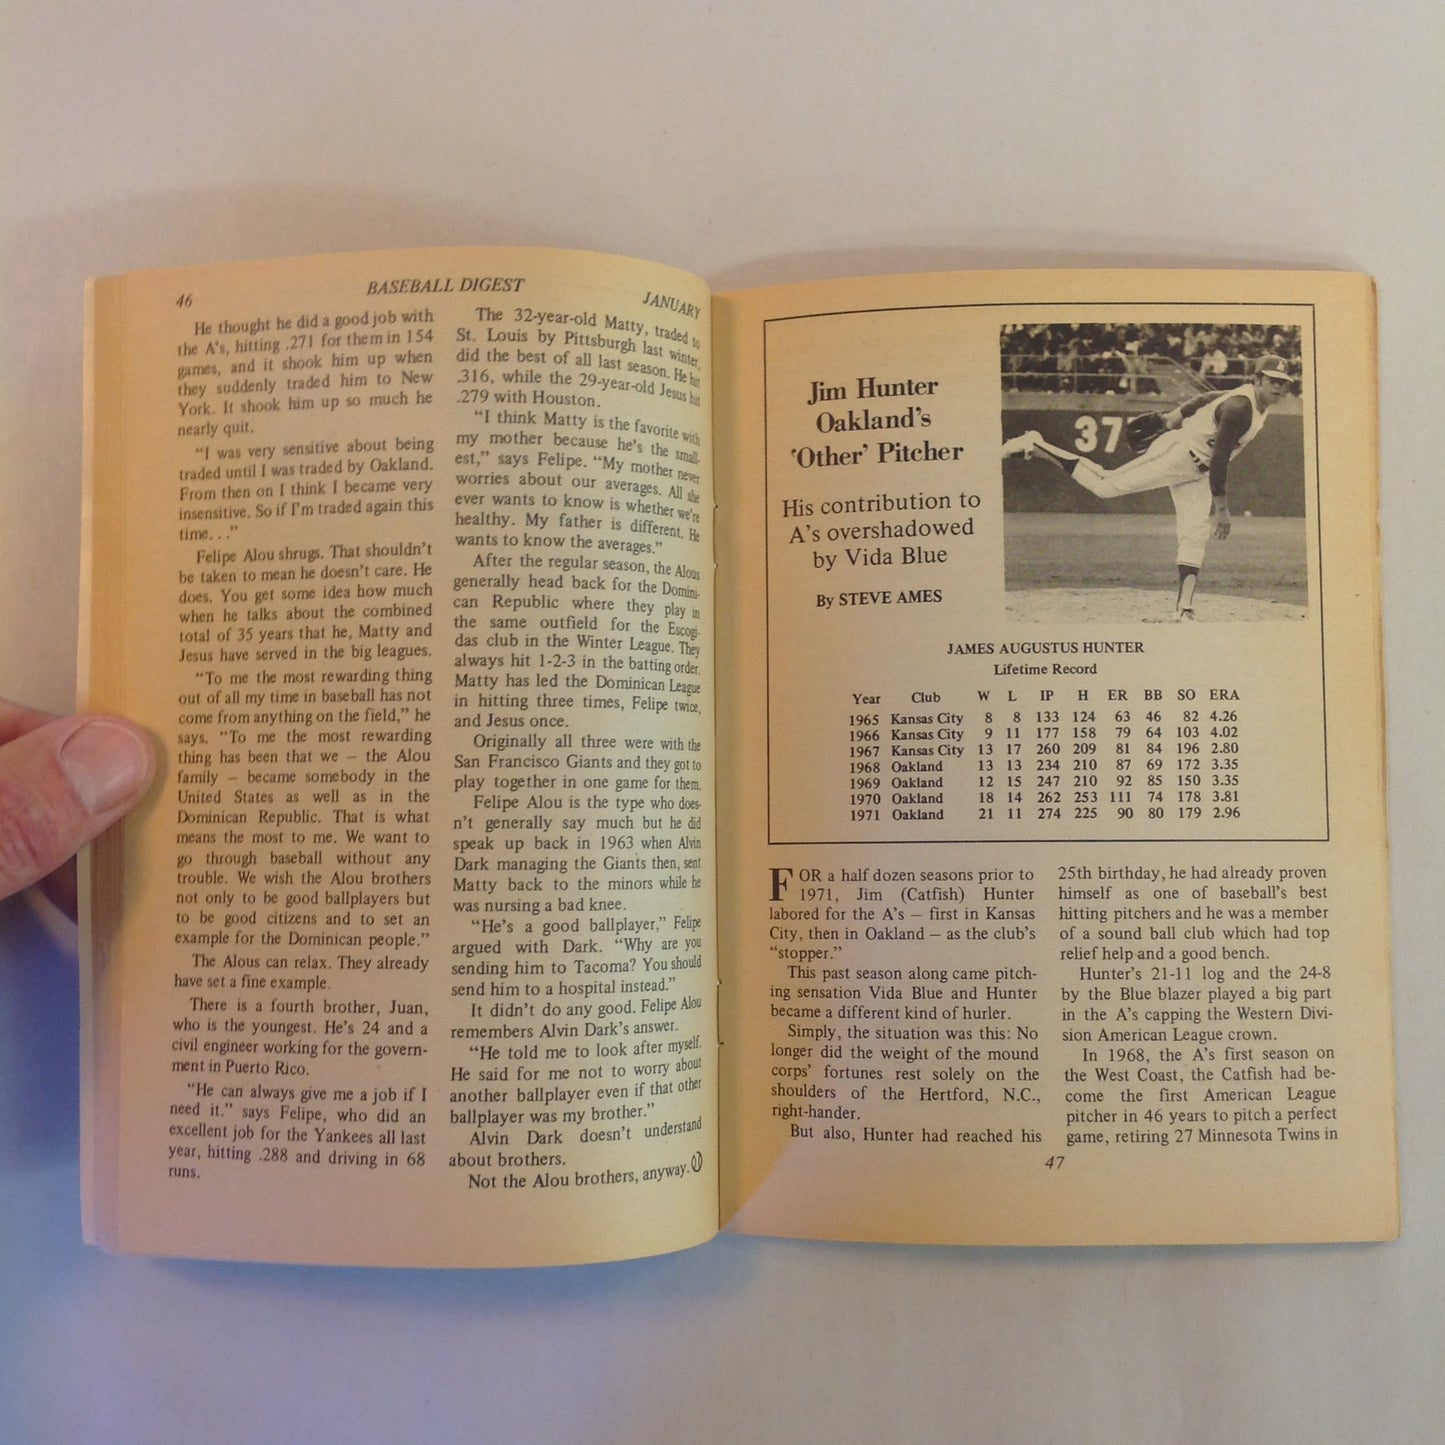 46
BASEBALL DIGEST
JANUARY
He thought he did a good job with
the A's, hitting .271 for them in 154
games, and it shook him up when
they suddenly traded him to New
York. It shook him up so much he
nearly quit.
"I was very sensitive about being
traded until I was traded by Oakland.
From then on I think I became very
insensitive. So if I'm traded again this
time. . ."
Felipe Alou shrugs. That shouldn't
be taken to mean he doesn't care. He
does. You get some idea how much
when he talks about the combined
total of 35 years that he, Matty and
Jesus have served in the big leagues.
"To me the most rewarding thing
out of all my time in baseball has not
come from anything on the field," he
says. "To me the most rewarding
thing has been that we – the Alou
family – became somebody in the
United States as well as in the
Dominican Republic. That is what
means the most to me. We want to
go through baseball without any
trouble. We wish the Alou brothers
not only to be good ballplayers but
to be good citizens and to set an
example for the Dominican people."
The Alous can relax. They already
have set a fine example.
There is a fourth brother, Juan,
who is the youngest. He's 24 and a
civil engineer working for the govern-
ment in Puerto Rico.
"He can always give me a job if I
need it." says Felipe, who did an
excellent job for the Yankees all last
year, hitting .288 and driving in 68
runs.
The 32-year-old Matty, traded to
St. Louis by Pittsburgh last winter,
did the best of all last season. He hit
.316, while the 29-year-old Jesus hit
.279 with Houston.
"I think Matty is the favorite with
my mother because he's the small-
est," says Felipe. "My mother never
worries about our averages. All she
ever wants to know is whether we're
healthy. My father is different. He
wants to know the averages."
After the regular season, the Alous
generally head back for the Domini-
can Republic where they play in
the same outfield for the Escogi-
das club in the Winter League. They
always hit 1-2-3 in the batting order.
Matty has led the Dominican League
in hitting three times, Felipe twice,
and Jesus once.
Originally all three were with the
San Francisco Giants and they got to
play together in one game for them.
Felipe Alou is the type who does-
n't generally say much but he did
speak up back in 1963 when Alvin
Dark managing the Giants then, sent
Matty back to the minors while he
was nursing a bad knee.
"He's a good ballplayer," Felipe
argued with Dark. "Why are you
sending him to Tacoma? You should
send him to a hospital instead."
It didn't do any good. Felipe Alou
remembers Alvin Dark's answer.
"He told me to look after myself.
He said for me not to worry about
another ballplayer even if that other
ballplayer was my brother."
Alvin Dark doesn't understand
about brothers.
Not the Alou brothers, anyway.
Jim Hunter
Oakland's
'Other' Pitcher
His contribution to
A's overshadowed
by Vida Blue
By STEVE AMES
37
JAMES AUGUSTUS HUNTER
Lifetime Record
Year Club W L IP H ER BB SO ERA
1965 Kansas City 8 8 133 124 63 46 82 4.26
1966 Kansas City 9 11 177 158 79 64 103 4.02
1967 Kansas City 13 17 260 209 81 84 196 2.80
1968 Oakland 13 13 234 210 87 69 172 3.35
1969 Oakland 12 15 247 210 92 85 150 3.35
1970 Oakland 18 14 262 253 111 74 178 3.81
1971 Oakland 21 11 274 225 90 80 179 2.96
FOR a half dozen seasons prior to
1971, Jim (Catfish) Hunter
labored for the A's – first in Kansas
City, then in Oakland – as the club's
"stopper."
This past season along came pitch-
ing sensation Vida Blue and Hunter
became a different kind of hurler.
Simply, the situation was this: No
longer did the weight of the mound
corps' fortunes rest solely on the
shoulders of the Hertford, N.C.,
right-hander.
But also, Hunter had reached his
25th birthday, he had already proven
himself as one of baseball's best
hitting pitchers and he was a member
of a sound ball club which had top
relief help and a good bench.
Hunter's 21-11 log and the 24-8
by the Blue blazer played a big part
in the A's capping the Western Divi-
sion American League crown.
In 1968, the A's first season on
the West Coast, the Catfish had be-
come the first American League
pitcher in 46 years to pitch a perfect
game, retiring 27 Minnesota Twins in
47